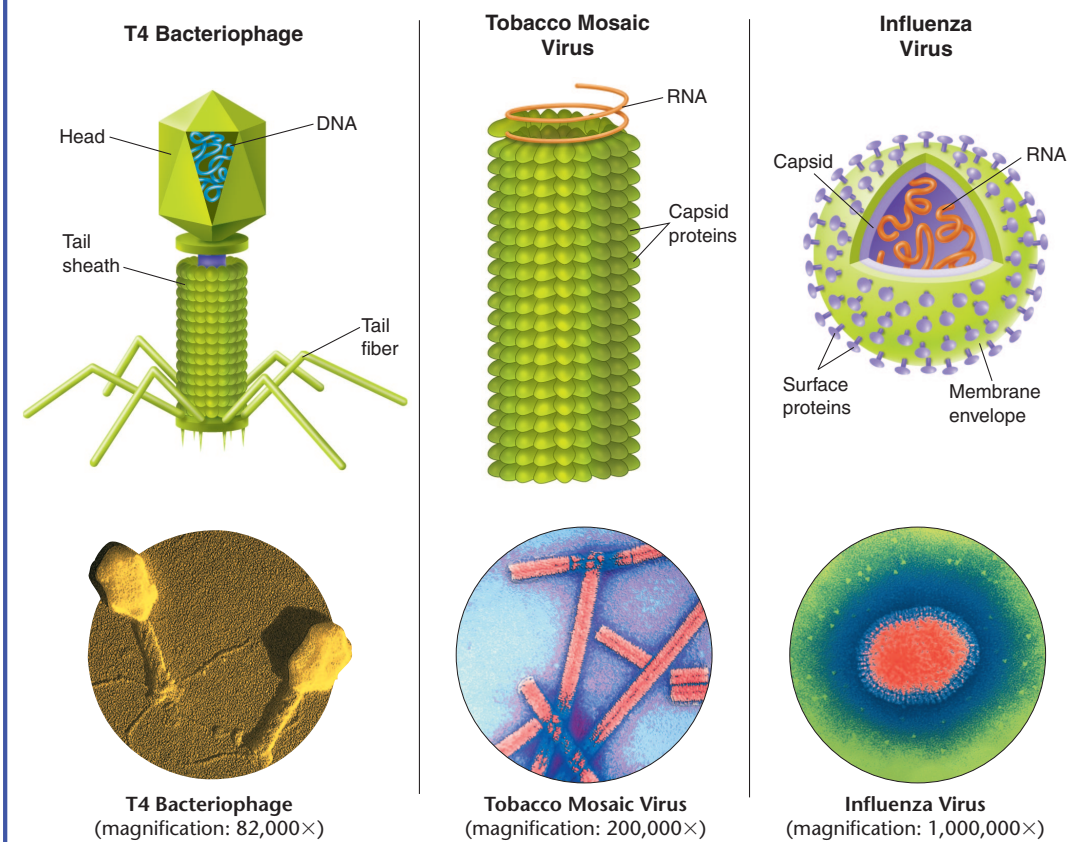 T4 Bacteriophage
Head
DNA
Tail
sheath
Tail
fiber
T4 Bacteriophage
(magnification: 82,000×)
Tobacco Mosaic
Virus
RNA
Capsid
proteins
Tobacco Mosaic Virus
(magnification: 200,000×)
Influenza
Virus
Capsid
RNA
Surface
proteins
Membrane
envelope
Influenza Virus
(magnification: 1,000,000×)